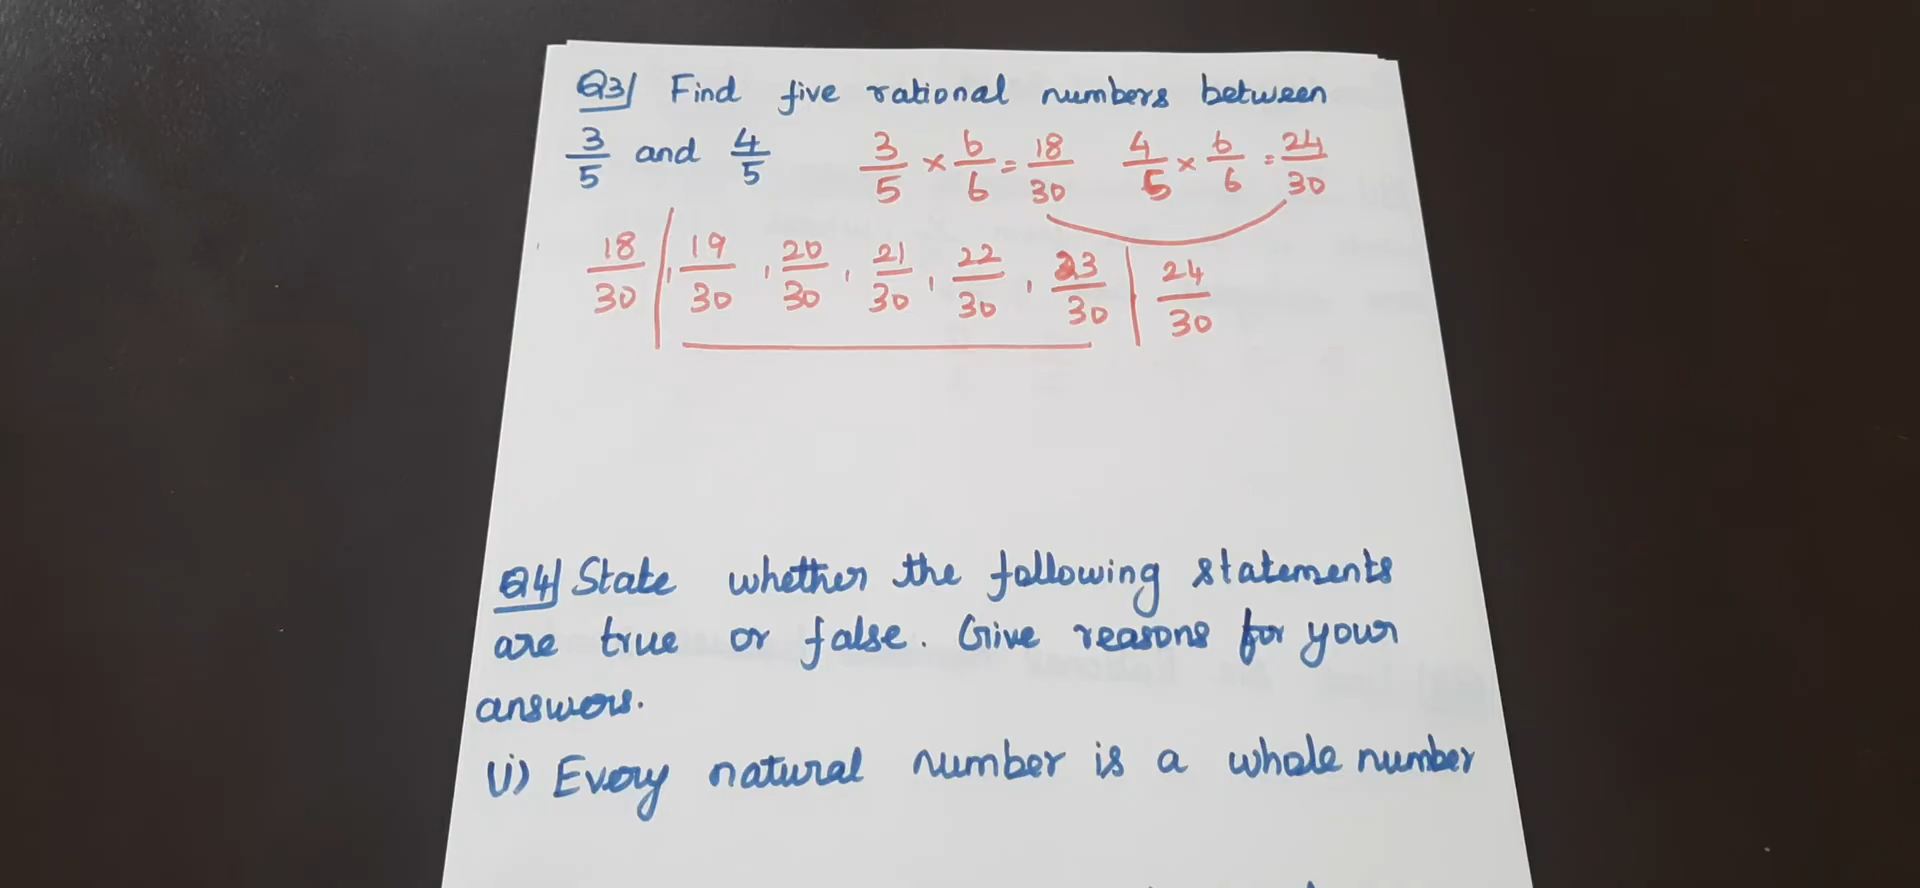 Q3/ Find five rational numbers between
3/5 and 4/5 3/5 × 6/6 = 18/30 4/5 × 6/6 = 24/30
18/30 | , 19/30 , 20/30 , 21/30 , 22/30 , 23/30 | 24/30
Q4/ State whether the following statements
are true or false. Give reasons for your
answers.
(i) Every natural number is a whole number